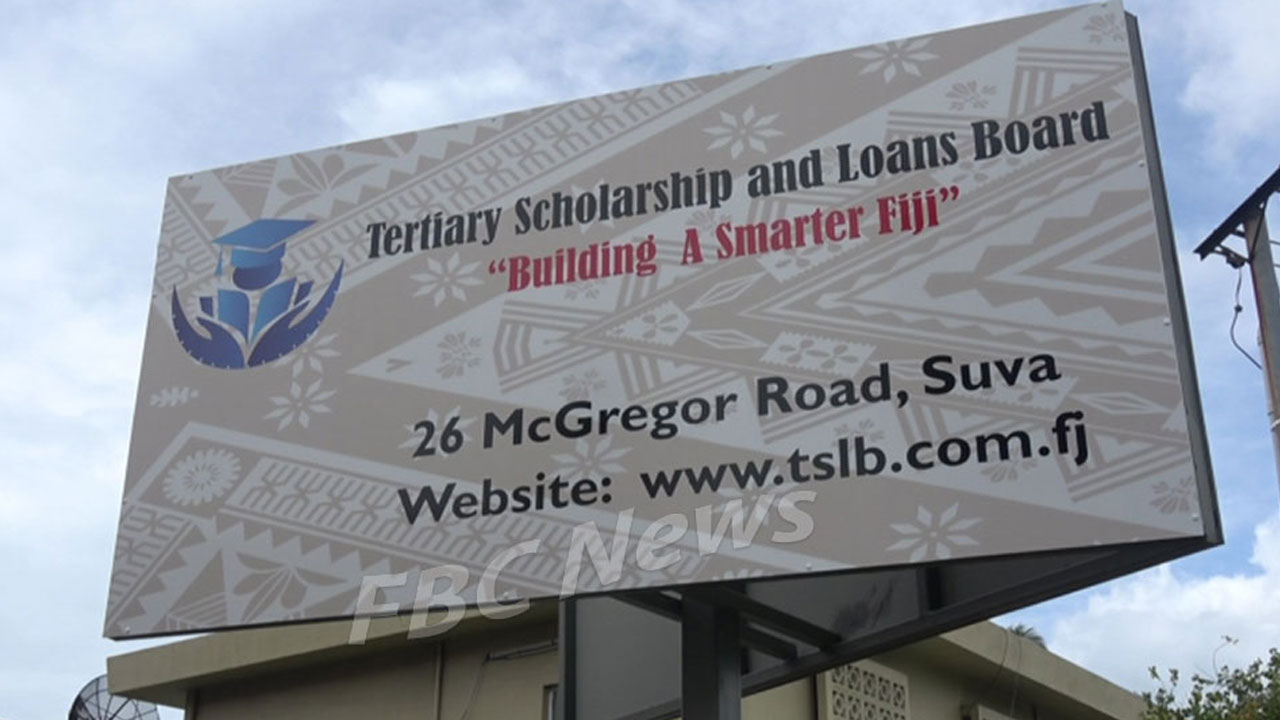 Tertiary Scholarship and Loans Board
“Building A Smarter Fiji”
26 McGregor Road, Suva
Website: www.tslb.com.fj
FBC News